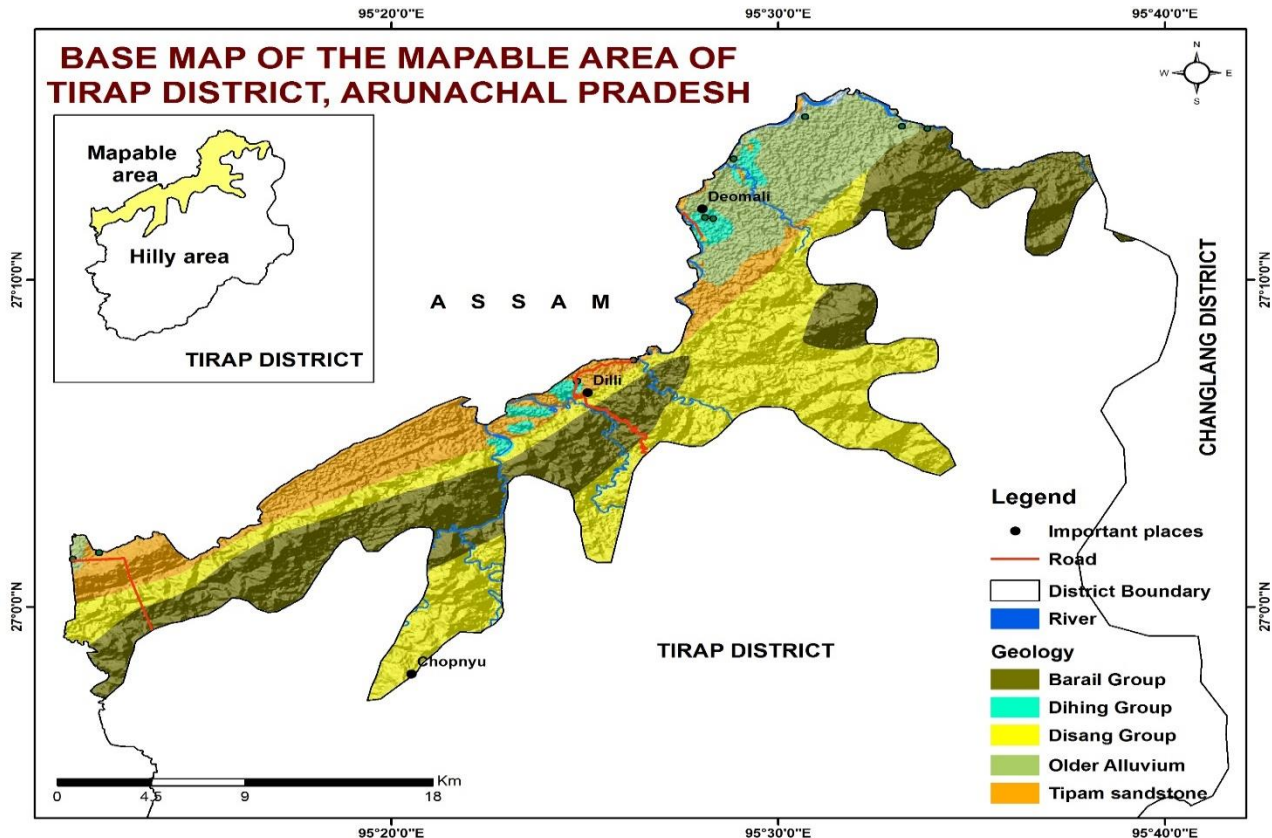 95°20'0"E
95°30'0"E
95°40'0"E
BASE MAP OF THE MAPABLE AREA OF
TIRAP DISTRICT, ARUNACHAL PRADESH
N
W E
S
Mapable
area
Hilly area
TIRAP DISTRICT
Deomali
27°10'0"N
27°10'0"N
A S S A M
CHANGLANG DISTRICT
Dilli
Legend
Important places
Road
District Boundary
River
27°0'0"N
27°0'0"N
TIRAP DISTRICT
Chopnyu
Geology
Barail Group
Dihing Group
Disang Group
Older Alluvium
Tipam sandstone
Km
0 4.5 9 18
95°20'0"E
95°30'0"E
95°40'0"E